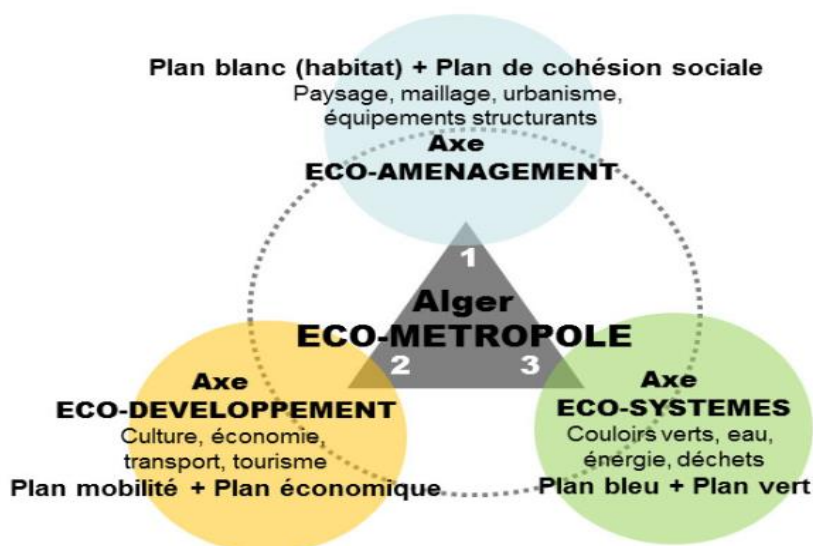 Plan blanc (habitat) + Plan de cohésion sociale
Paysage, maillage, urbanisme,
équipements structurants
Axe
ECO-AMENAGEMENT
1
Alger
ECO-METROPOLE
2
3
Axe
ECO-DEVELOPPEMENT
Culture, économie,
transport, tourisme
Plan mobilité + Plan économique
Axe
ECO-SYSTEMES
Couloirs verts, eau,
énergie, déchets
Plan bleu + Plan vert